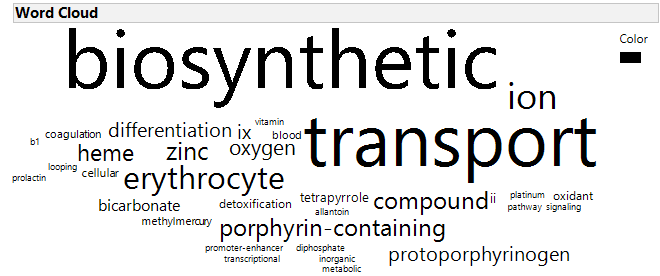 Word Cloud
Color
biosynthetic
ion
vitamin
differentiation ix
coagulation blood
b1
transport
heme zinc oxygen
looping
cellular
prolactin
erythrocyte
bicarbonate
detoxification
tetrapyrrole
compound ii
platinum oxidant
pathway signaling
allantoin
methylmercury
porphyrin-containing
promoter-enhancer diphosphate
transcriptional inorganic
metabolic
protoporphyrinogen